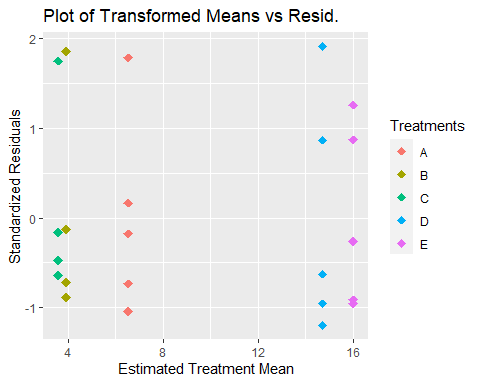 Plot of Transformed Means vs Resid.
Standardized Residuals
2
1
0
-1
4
8
12
16
Estimated Treatment Mean
Treatments
A
B
C
D
E